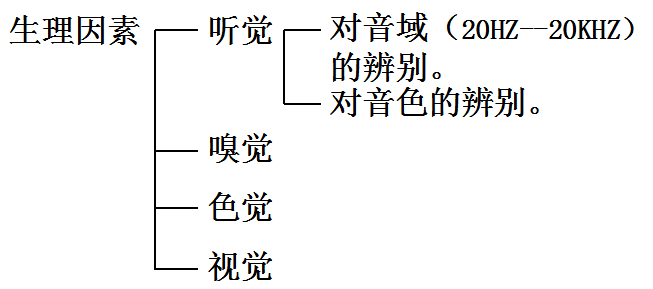 生理因素
听觉
对音域（20HZ--20KHZ）
的辨别。
对音色的辨别。
嗅觉
色觉
视觉